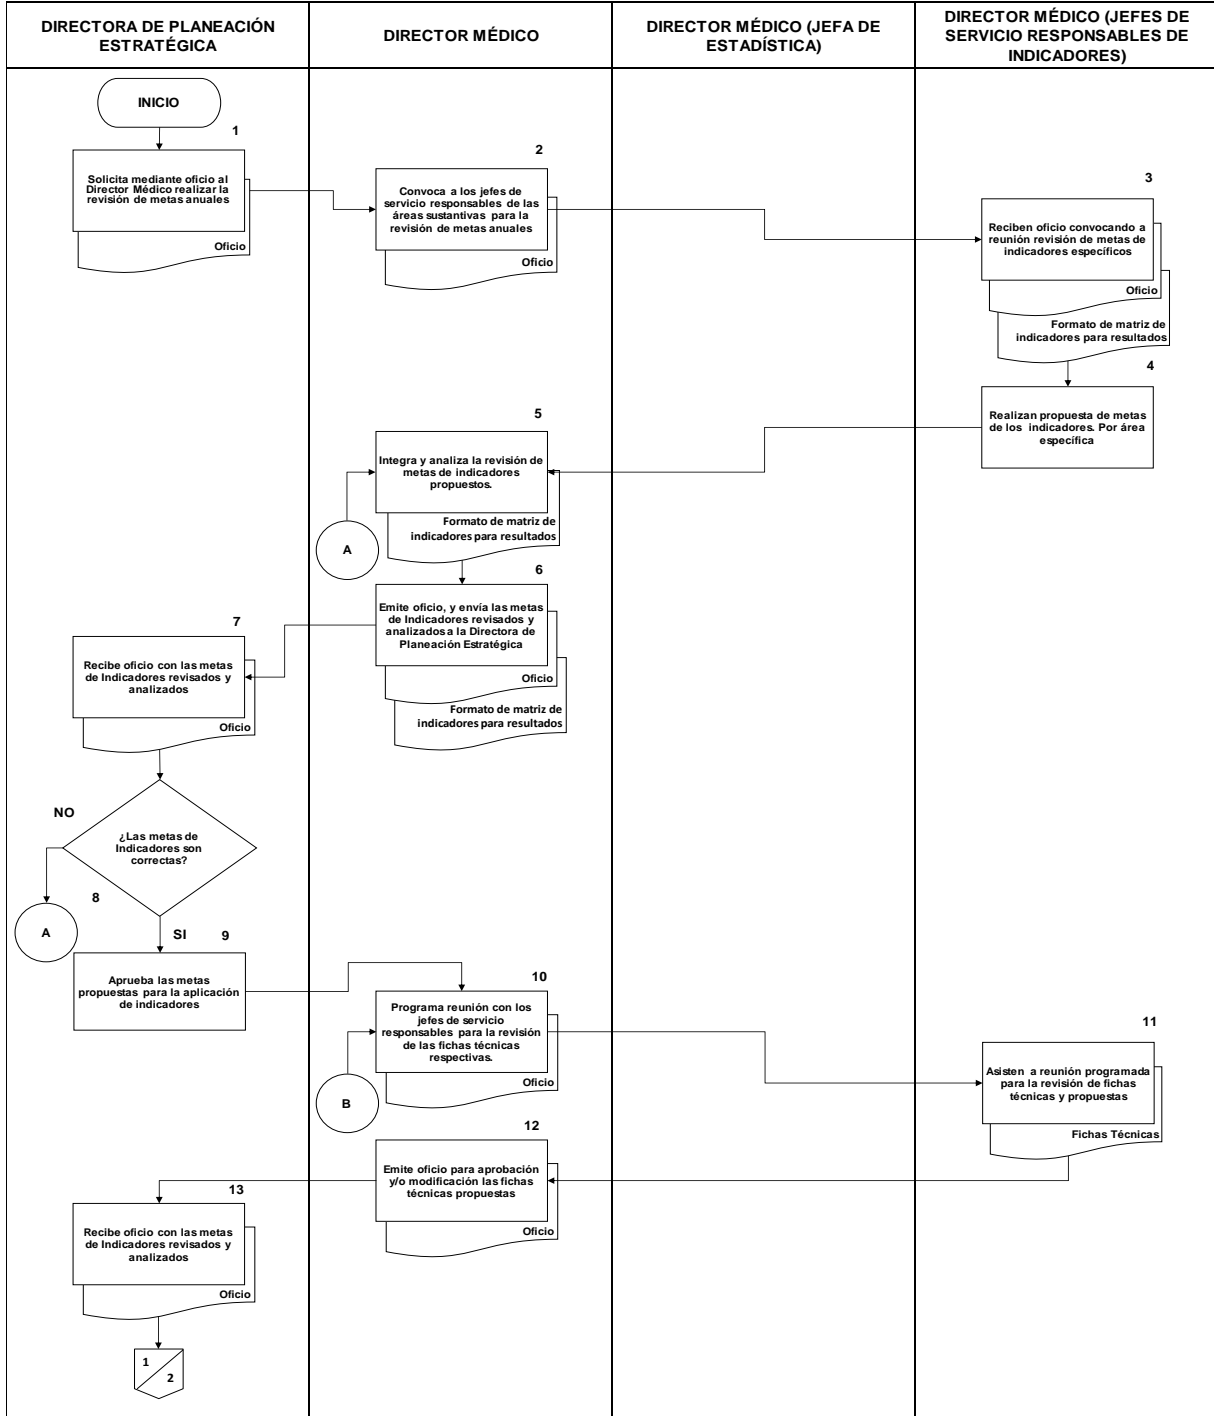 DIRECTORA DE PLANEACIÓN
ESTRATÉGICA
DIRECTOR MÉDICO
DIRECTOR MÉDICO (JEFA DE
ESTADÍSTICA)
DIRECTOR MÉDICO (JEFES DE
SERVICIO RESPONSABLES DE
INDICADORES)
INICIO
1
Solicita mediante oficio al
Director Médico realizar la
revisión de metas anuales
Oficio
2
Convoca a los jefes de
servicio responsables de las
áreas sustantivas para la
revisión de metas anuales
Oficio
3
Reciben oficio convocando a
reunión revisión de metas de
indicadores específicos
Oficio
Formato de matriz de
indicadores para resultados
4
Realizan propuesta de metas
de los indicadores. Por área
específica
5
Integra y analiza la revisión de
metas de indicadores
propuestos.
Formato de matriz de
indicadores para resultados
A
6
Emite oficio, y envía las metas
de Indicadores revisados y
analizados a la Directora de
Planeación Estratégica
Oficio
Formato de matriz de
indicadores para resultados
7
Recibe oficio con las metas
de Indicadores revisados y
analizados
Oficio
NO
¿Las metas de
Indicadores son
correctas?
8
A
SI
9
Aprueba las metas
propuestas para la aplicación
de indicadores
10
Programa reunión con los
jefes de servicio
responsables para la revisión
de las fichas técnicas
respectivas.
Oficio
B
11
Asisten a reunión programada
para la revisión de fichas
técnicas y propuestas
Fichas Técnicas
12
Emite oficio para aprobación
y/o modificación las fichas
técnicas propuestas
Oficio
13
Recibe oficio con las metas
de Indicadores revisados y
analizados
Oficio
1
2